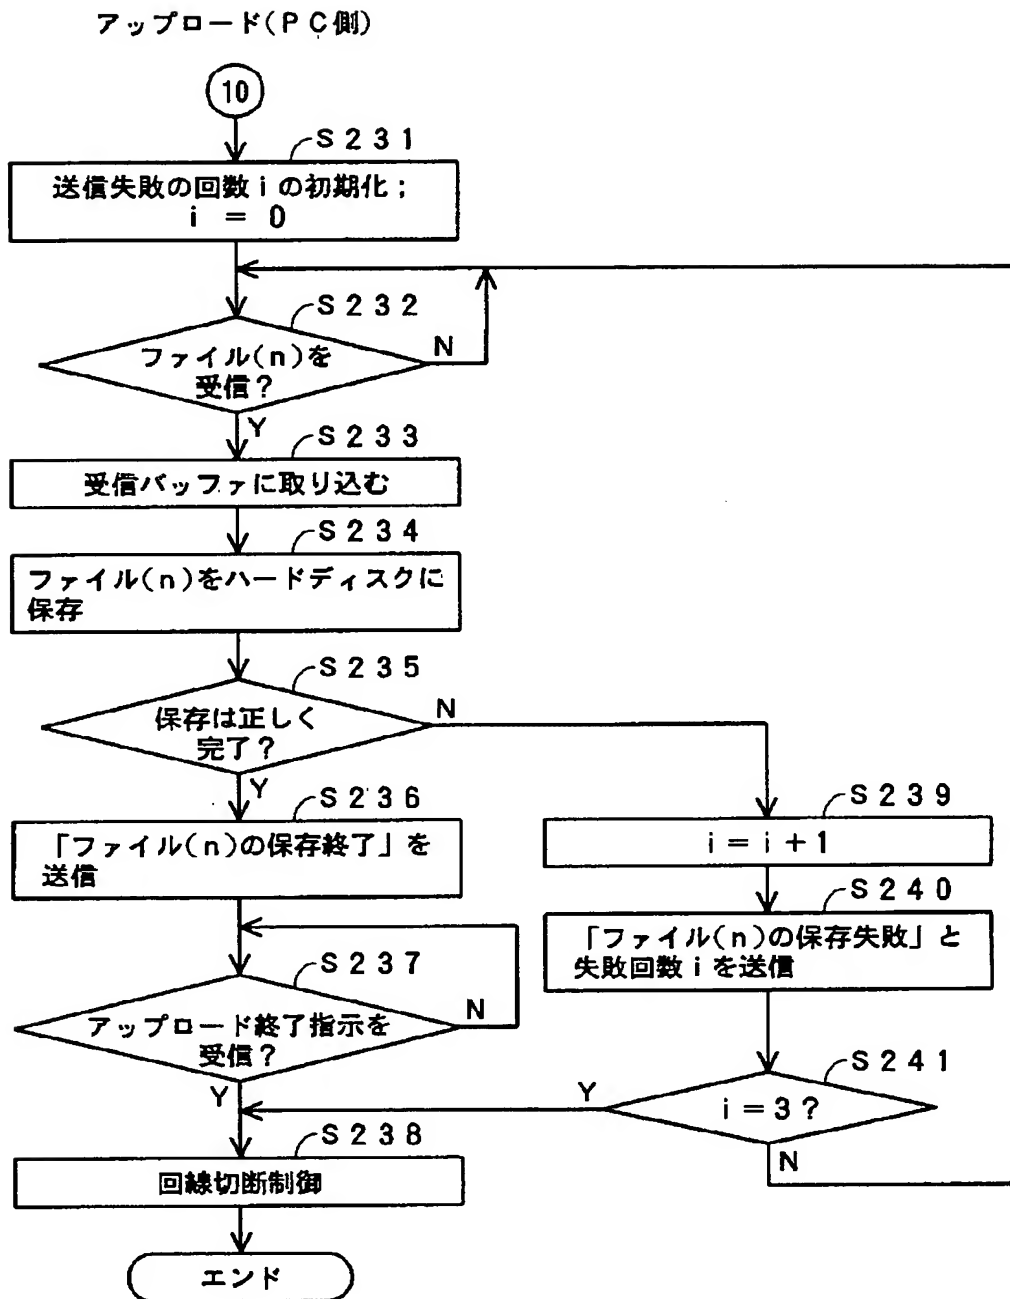 アップロード(PC側)
10
S231
送信失敗の回数iの初期化;
i = 0
S232
ファイル(n)を
受信?
N
Y
S233
受信バッファに取り込む
S234
ファイル(n)をハードディスクに
保存
S235
保存は正しく
完了?
N
Y
S236
「ファイル(n)の保存終了」を
送信
S237
アップロード終了指示を
受信?
N
Y
S238
回線切断制御
エンド
S239
i=i+1
S240
「ファイル(n)の保存失敗」と
失敗回数iを送信
S241
i=3?
Y
N